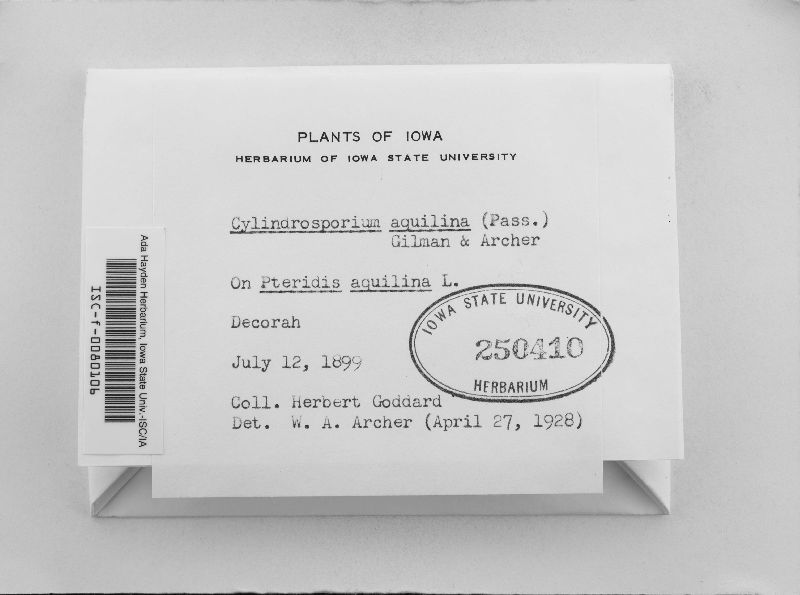 PLANTS OF IOWA
HERBARIUM OF IOWA STATE UNIVERSITY
Cylindrosporium aquilina (Pass.)
Gilman & Archer
On Pteridis aquilina L.
Decorah
July 12, 1899
Coll. Herbert Goddard
Det. W. A. Archer (April 27, 1928)
IOWA STATE UNIVERSITY
250410
HERBARIUM
Ada Hayden Herbarium, Iowa State Univ.-ISC/IA
ISC-f-0080106